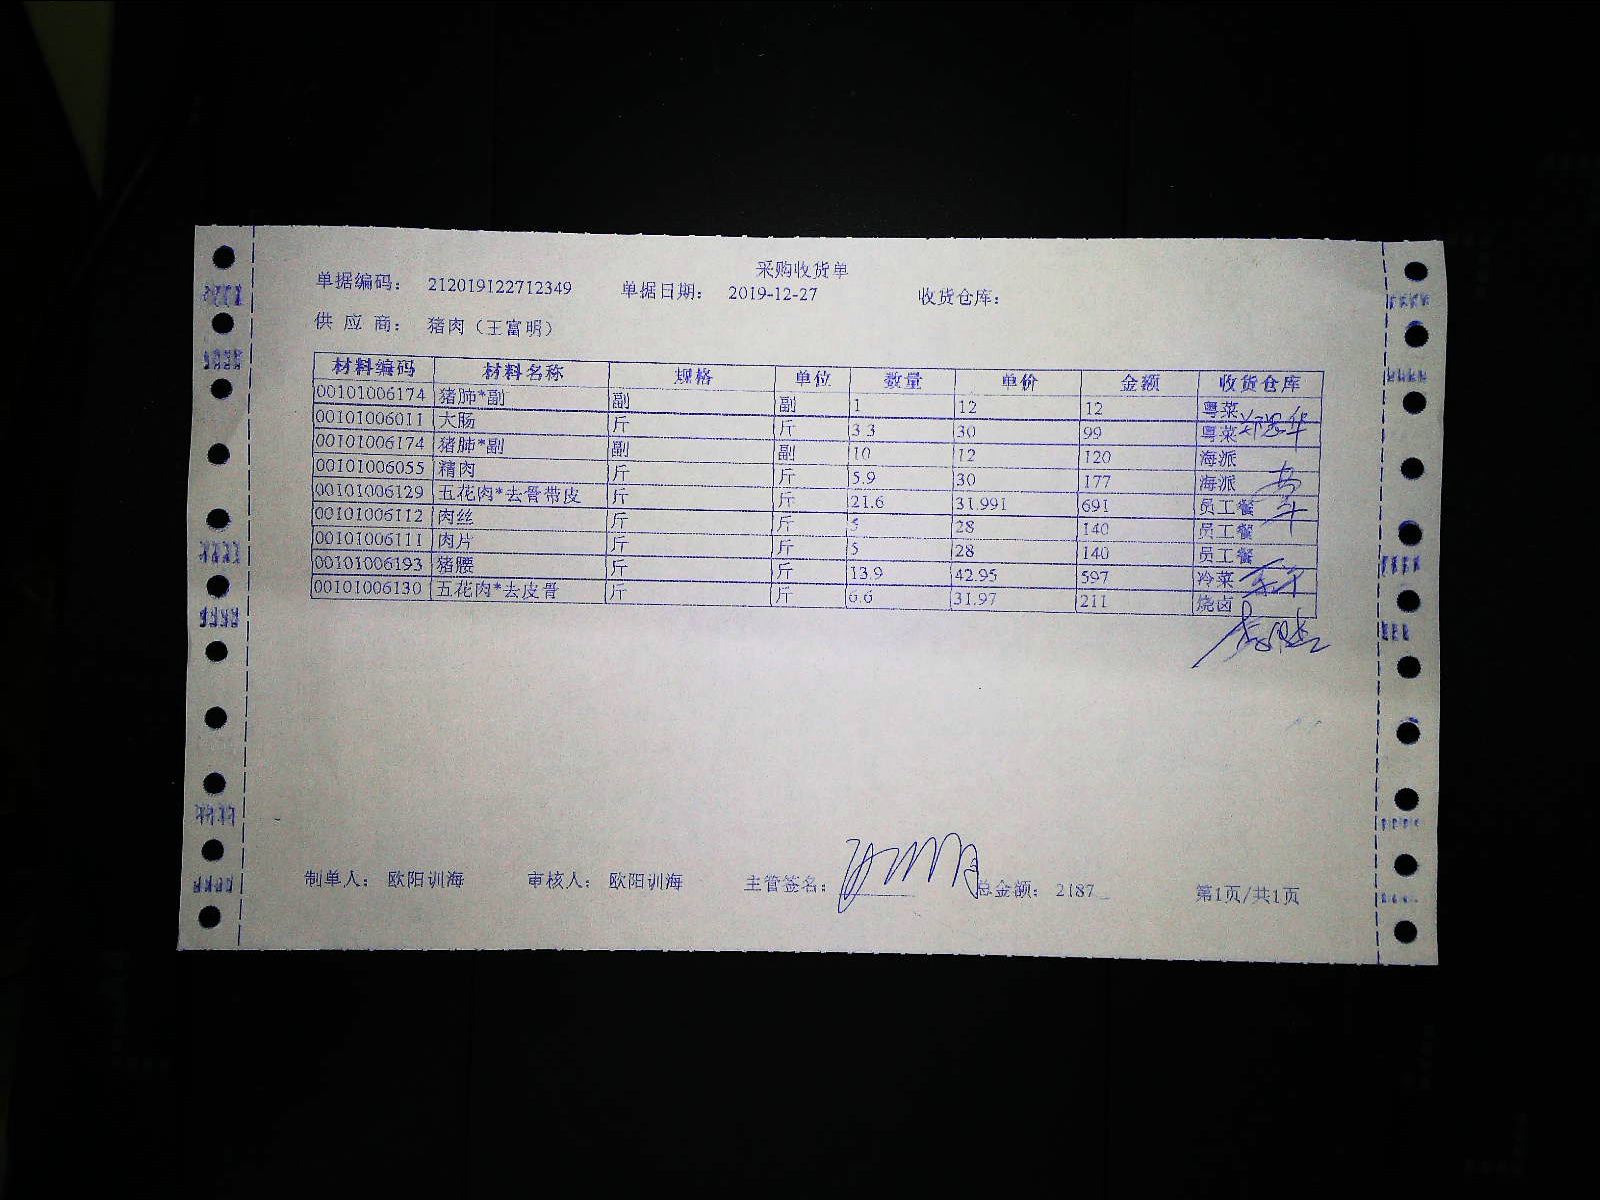 采购收货单
单据编码： 212019122712349 单据日期： 2019-12-27 收货仓库：
供 应 商： 猪肉（王富明）
材料编码 材料名称 规格 单位 数量 单价 金额 收货仓库
00101006174 猪肺*副 副 副 1 12 12 粤菜
00101006011 大肠 斤 斤 3.3 30 99 粤菜
00101006174 猪肺*副 副 副 10 12 120 海派
00101006055 精肉 斤 斤 5.9 30 177 海派
00101006129 五花肉*去骨带皮 斤 斤 21.6 31.991 691 员工餐
00101006112 肉丝 斤 斤 5 28 140 员工餐
00101006111 肉片 斤 斤 5 28 140 员工餐
00101006193 猪腰 斤 斤 13.9 42.95 597 冷菜
00101006130 五花肉*去皮骨 斤 斤 6.6 31.97 211 烧卤
制单人： 欧阳训海 审核人： 欧阳训海 主管签名： 总金额： 2187 第1页/共1页